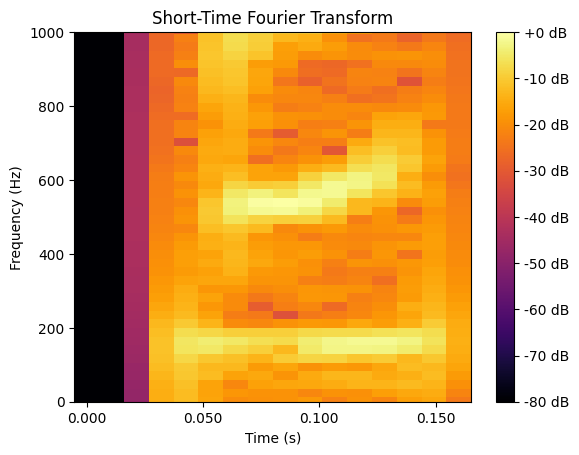 Short-Time Fourier Transform
1000
800
600
400
200
0
Frequency (Hz)
0.000
0.050
0.100
0.150
Time (s)
+0 dB
-10 dB
-20 dB
-30 dB
-40 dB
-50 dB
-60 dB
-70 dB
-80 dB